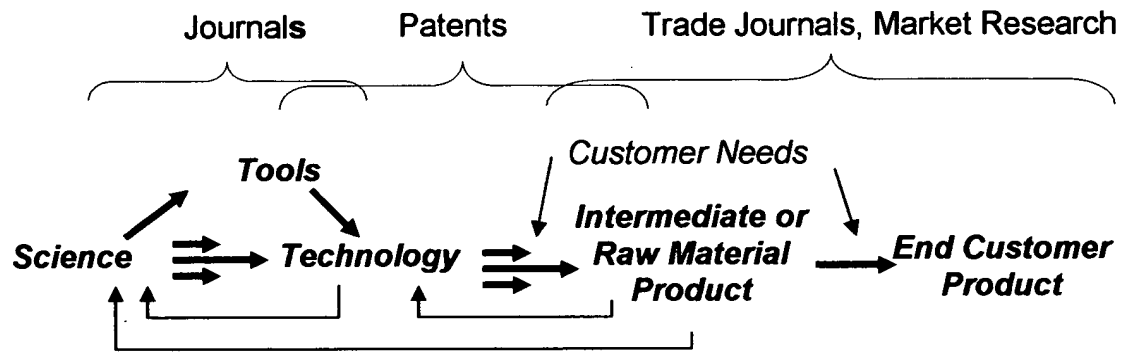 Journals Patents Trade Journals, Market Research
Customer Needs
Tools
Intermediate or
Science Technology Raw Material End Customer
Product Product